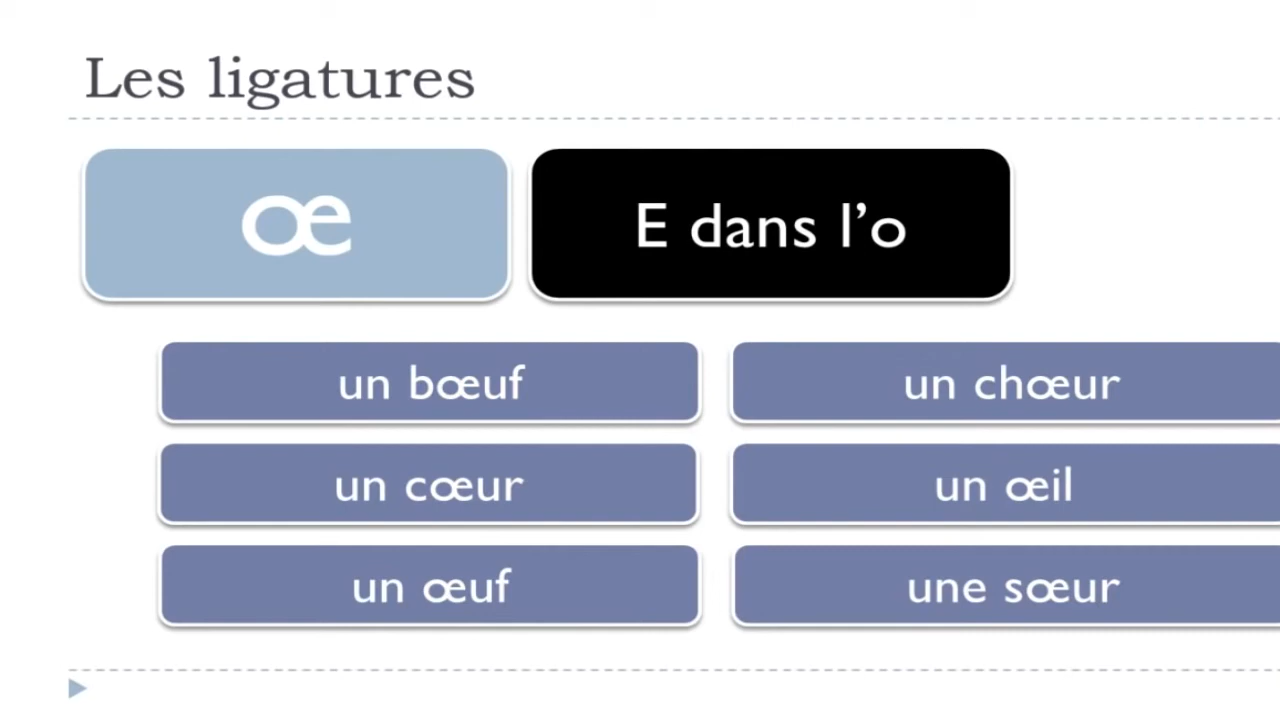 Les ligatures
œ
E dans l’o
un bœuf
un chœur
un cœur
un œil
un œuf
une sœur